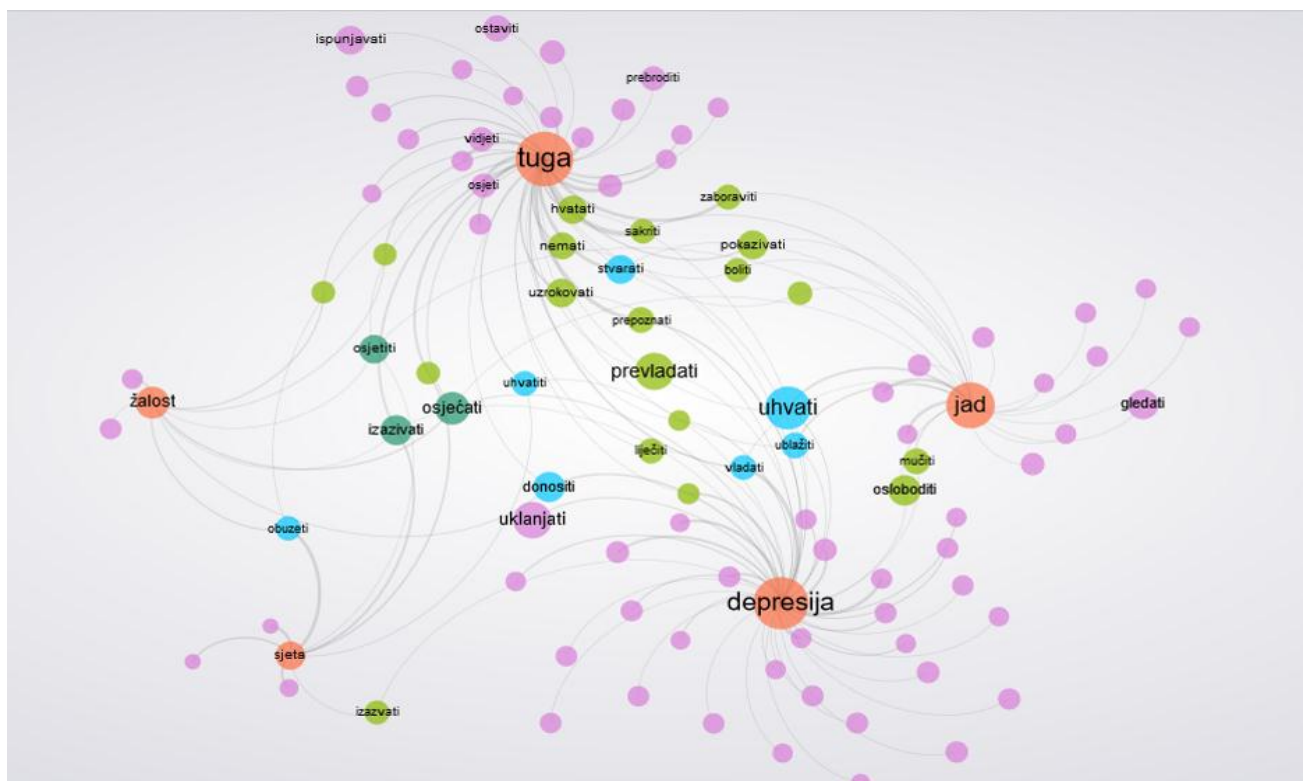 ostaviti
ispunjavati
prebroditi
vidjeti
tuga
osjeti
zaboraviti
hvatati
sakriti
nemati
pokazivati
stvarati
boliti
uzrokovati
prepoznati
osjetiti
prevladati
uhvatiti
žalost
osjećati
uhvati
jad
gledati
izazivati
ublažiti
liječiti
mučiti
vladati
donositi
osloboditi
uklanjati
obuzeti
depresija
sjeta
izazvati